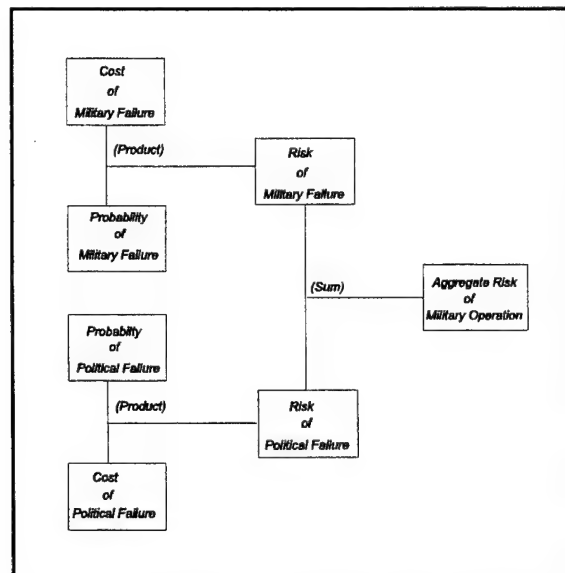 Cost
of
Military Failure
(Product)
Risk
of
Military Failure
Probability
of
Military Failure
(Sum)
Aggregate Risk
of
Military Operation
Probability
of
Political Failure
(Product)
Risk
of
Political Failure
Cost
of
Political Failure